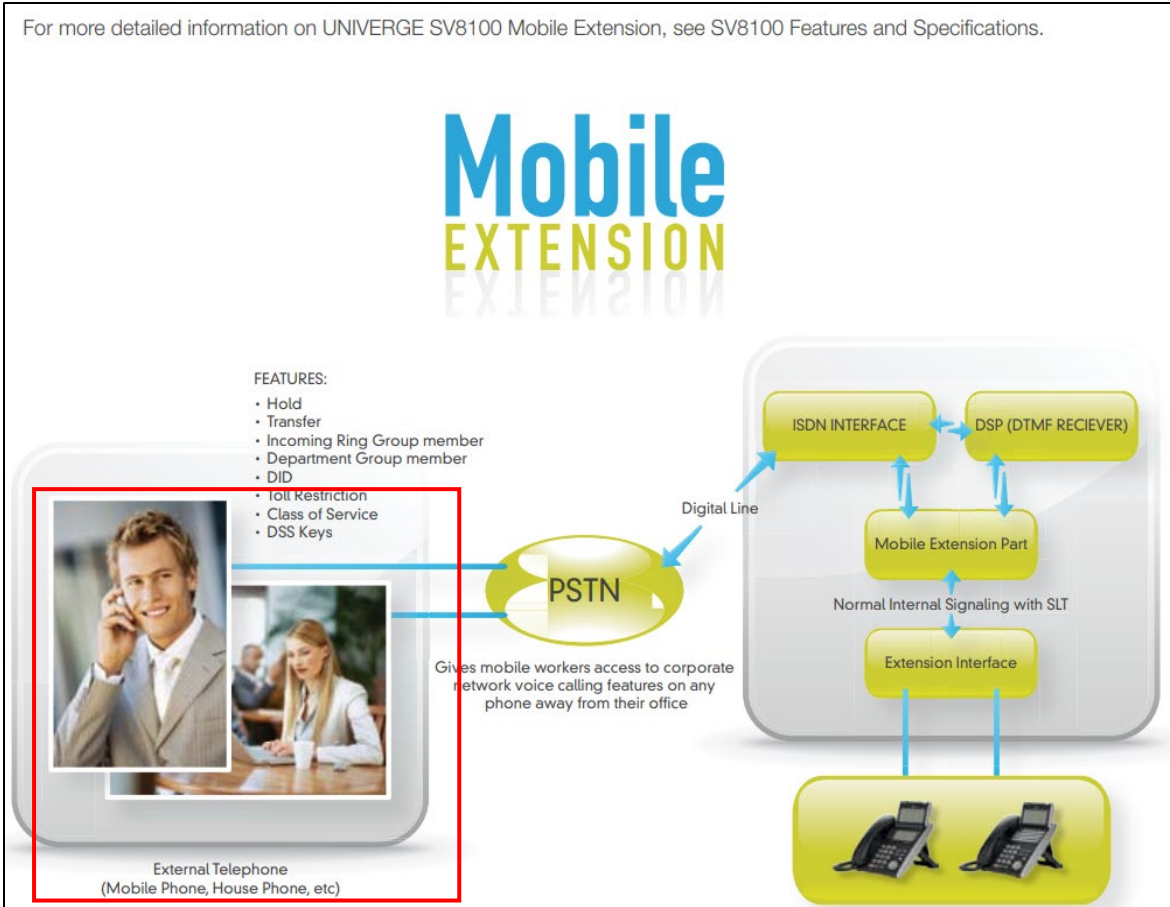 For more detailed information on UNIVERGE SV8100 Mobile Extension, see SV8100 Features and Specifications.
Mobile
EXTENSION
FEATURES:
• Hold
• Transfer
• Incoming Ring Group member
• Department Group member
• DID
• Toll Restriction
• Class of Service
• DSS Keys
External Telephone
(Mobile Phone, House Phone, etc)
PSTN
Gives mobile workers access to corporate
network voice calling features on any
phone away from their office
Digital Line
ISDN INTERFACE
DSP (DTMF RECIEVER)
Mobile Extension Part
Normal Internal Signaling with SLT
Extension Interface